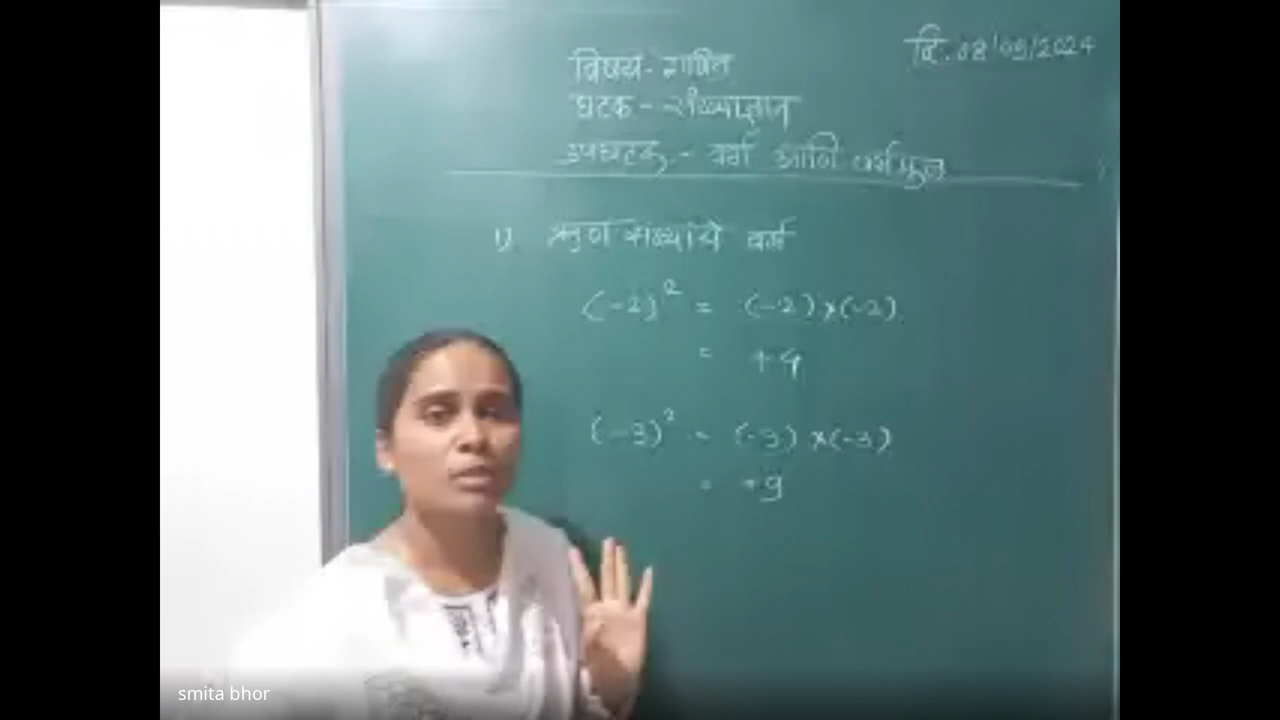 दि. 08/05/2024
विषय - गणित
घटक - संख्याज्ञान
उपघटक - वर्ग आणि वर्गमूळ
1) ऋण संख्यांचे वर्ग
(-2)² = (-2)×(-2)
= +4
(-3)² = (-3)×(-3)
= +9
smita bhor